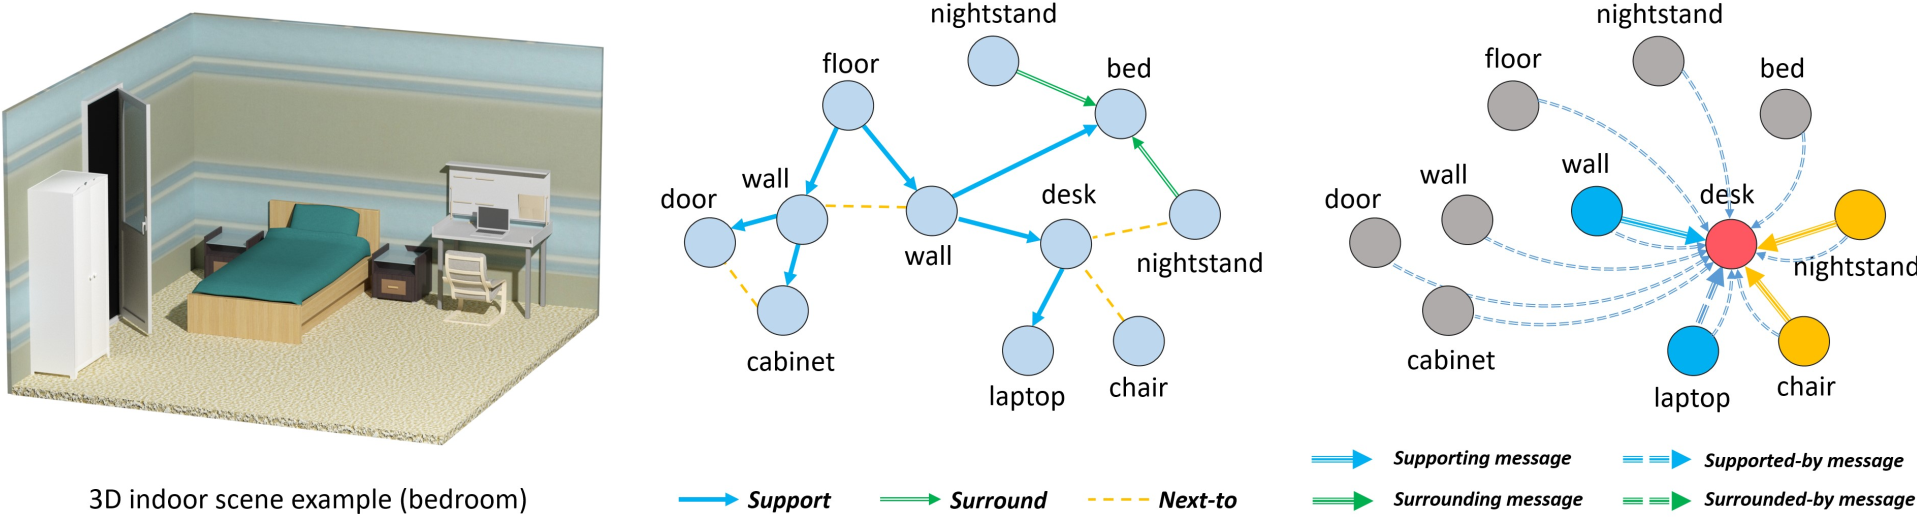 3D indoor scene example (bedroom)
nightstand
floor
bed
wall
door
desk
wall
nightstand
cabinet
laptop
chair
Support
Surround
Next-to
nightstand
floor
bed
wall
wall
desk
door
nightstand
cabinet
chair
laptop
Supporting message
Supported-by message
Surrounding message
Surrounded-by message